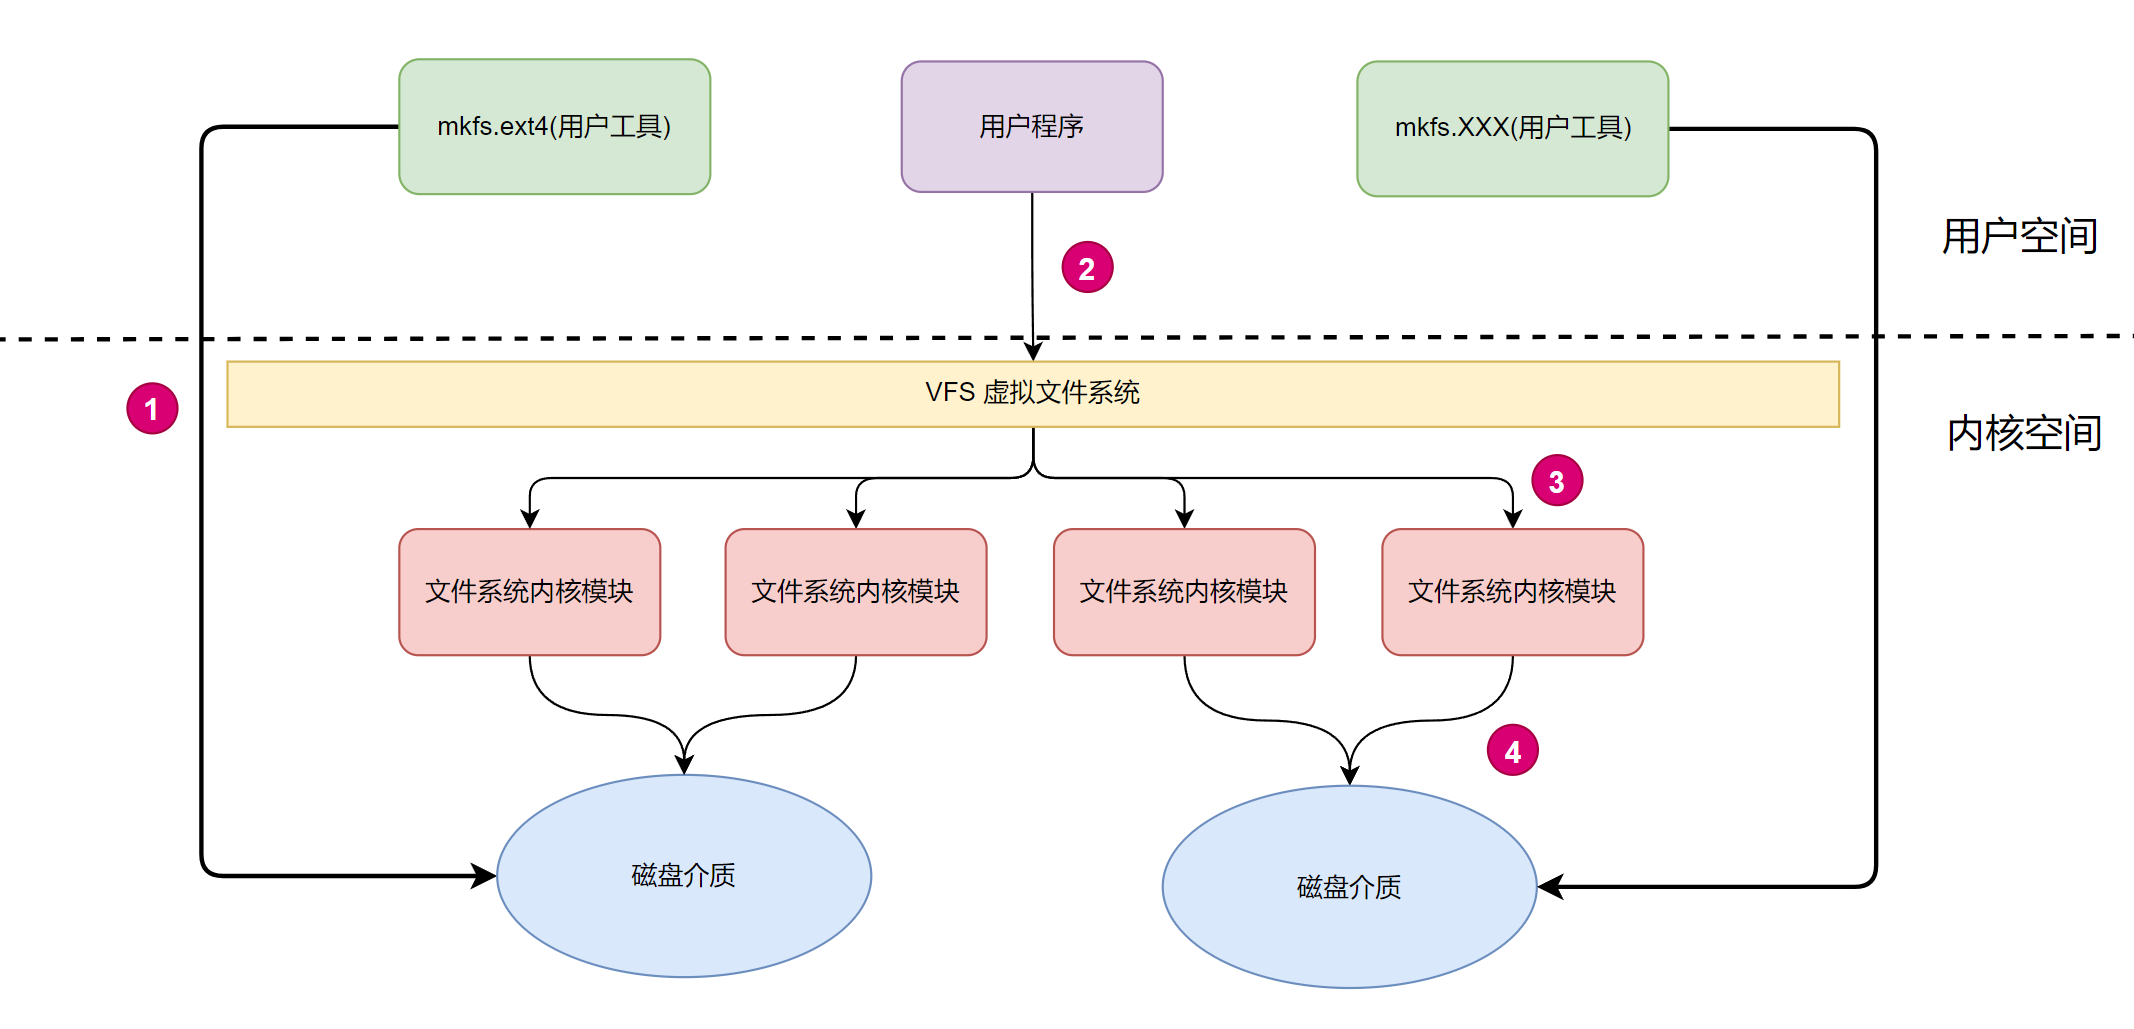 mkfs.ext4(用户工具)
用户程序
mkfs.XXX(用户工具)
用户空间
2
VFS 虚拟文件系统
1
内核空间
3
文件系统内核模块
文件系统内核模块
文件系统内核模块
文件系统内核模块
4
磁盘介质
磁盘介质